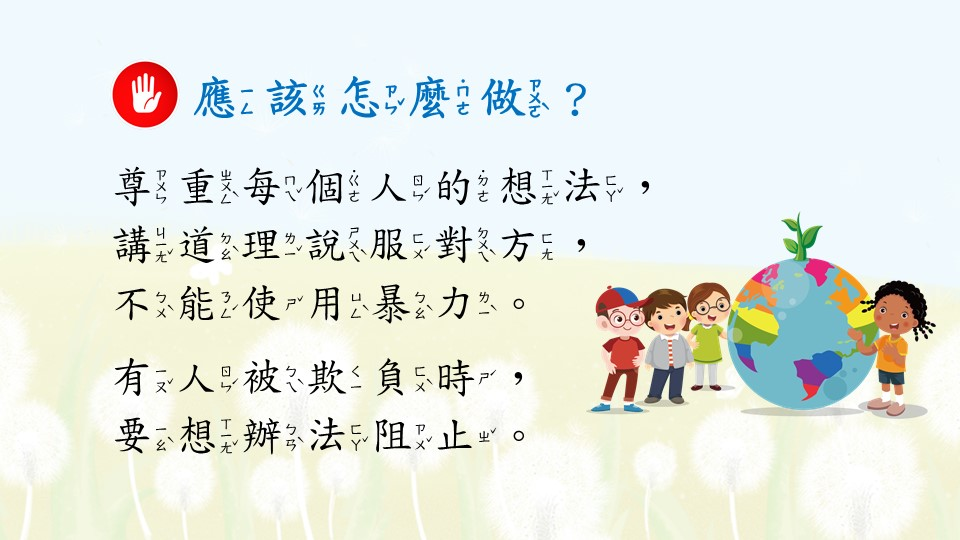 應該怎麼做？
尊重每個人的想法，
講道理說服對方，
不能使用暴力。
有人被欺負時，
要想辦法阻止。